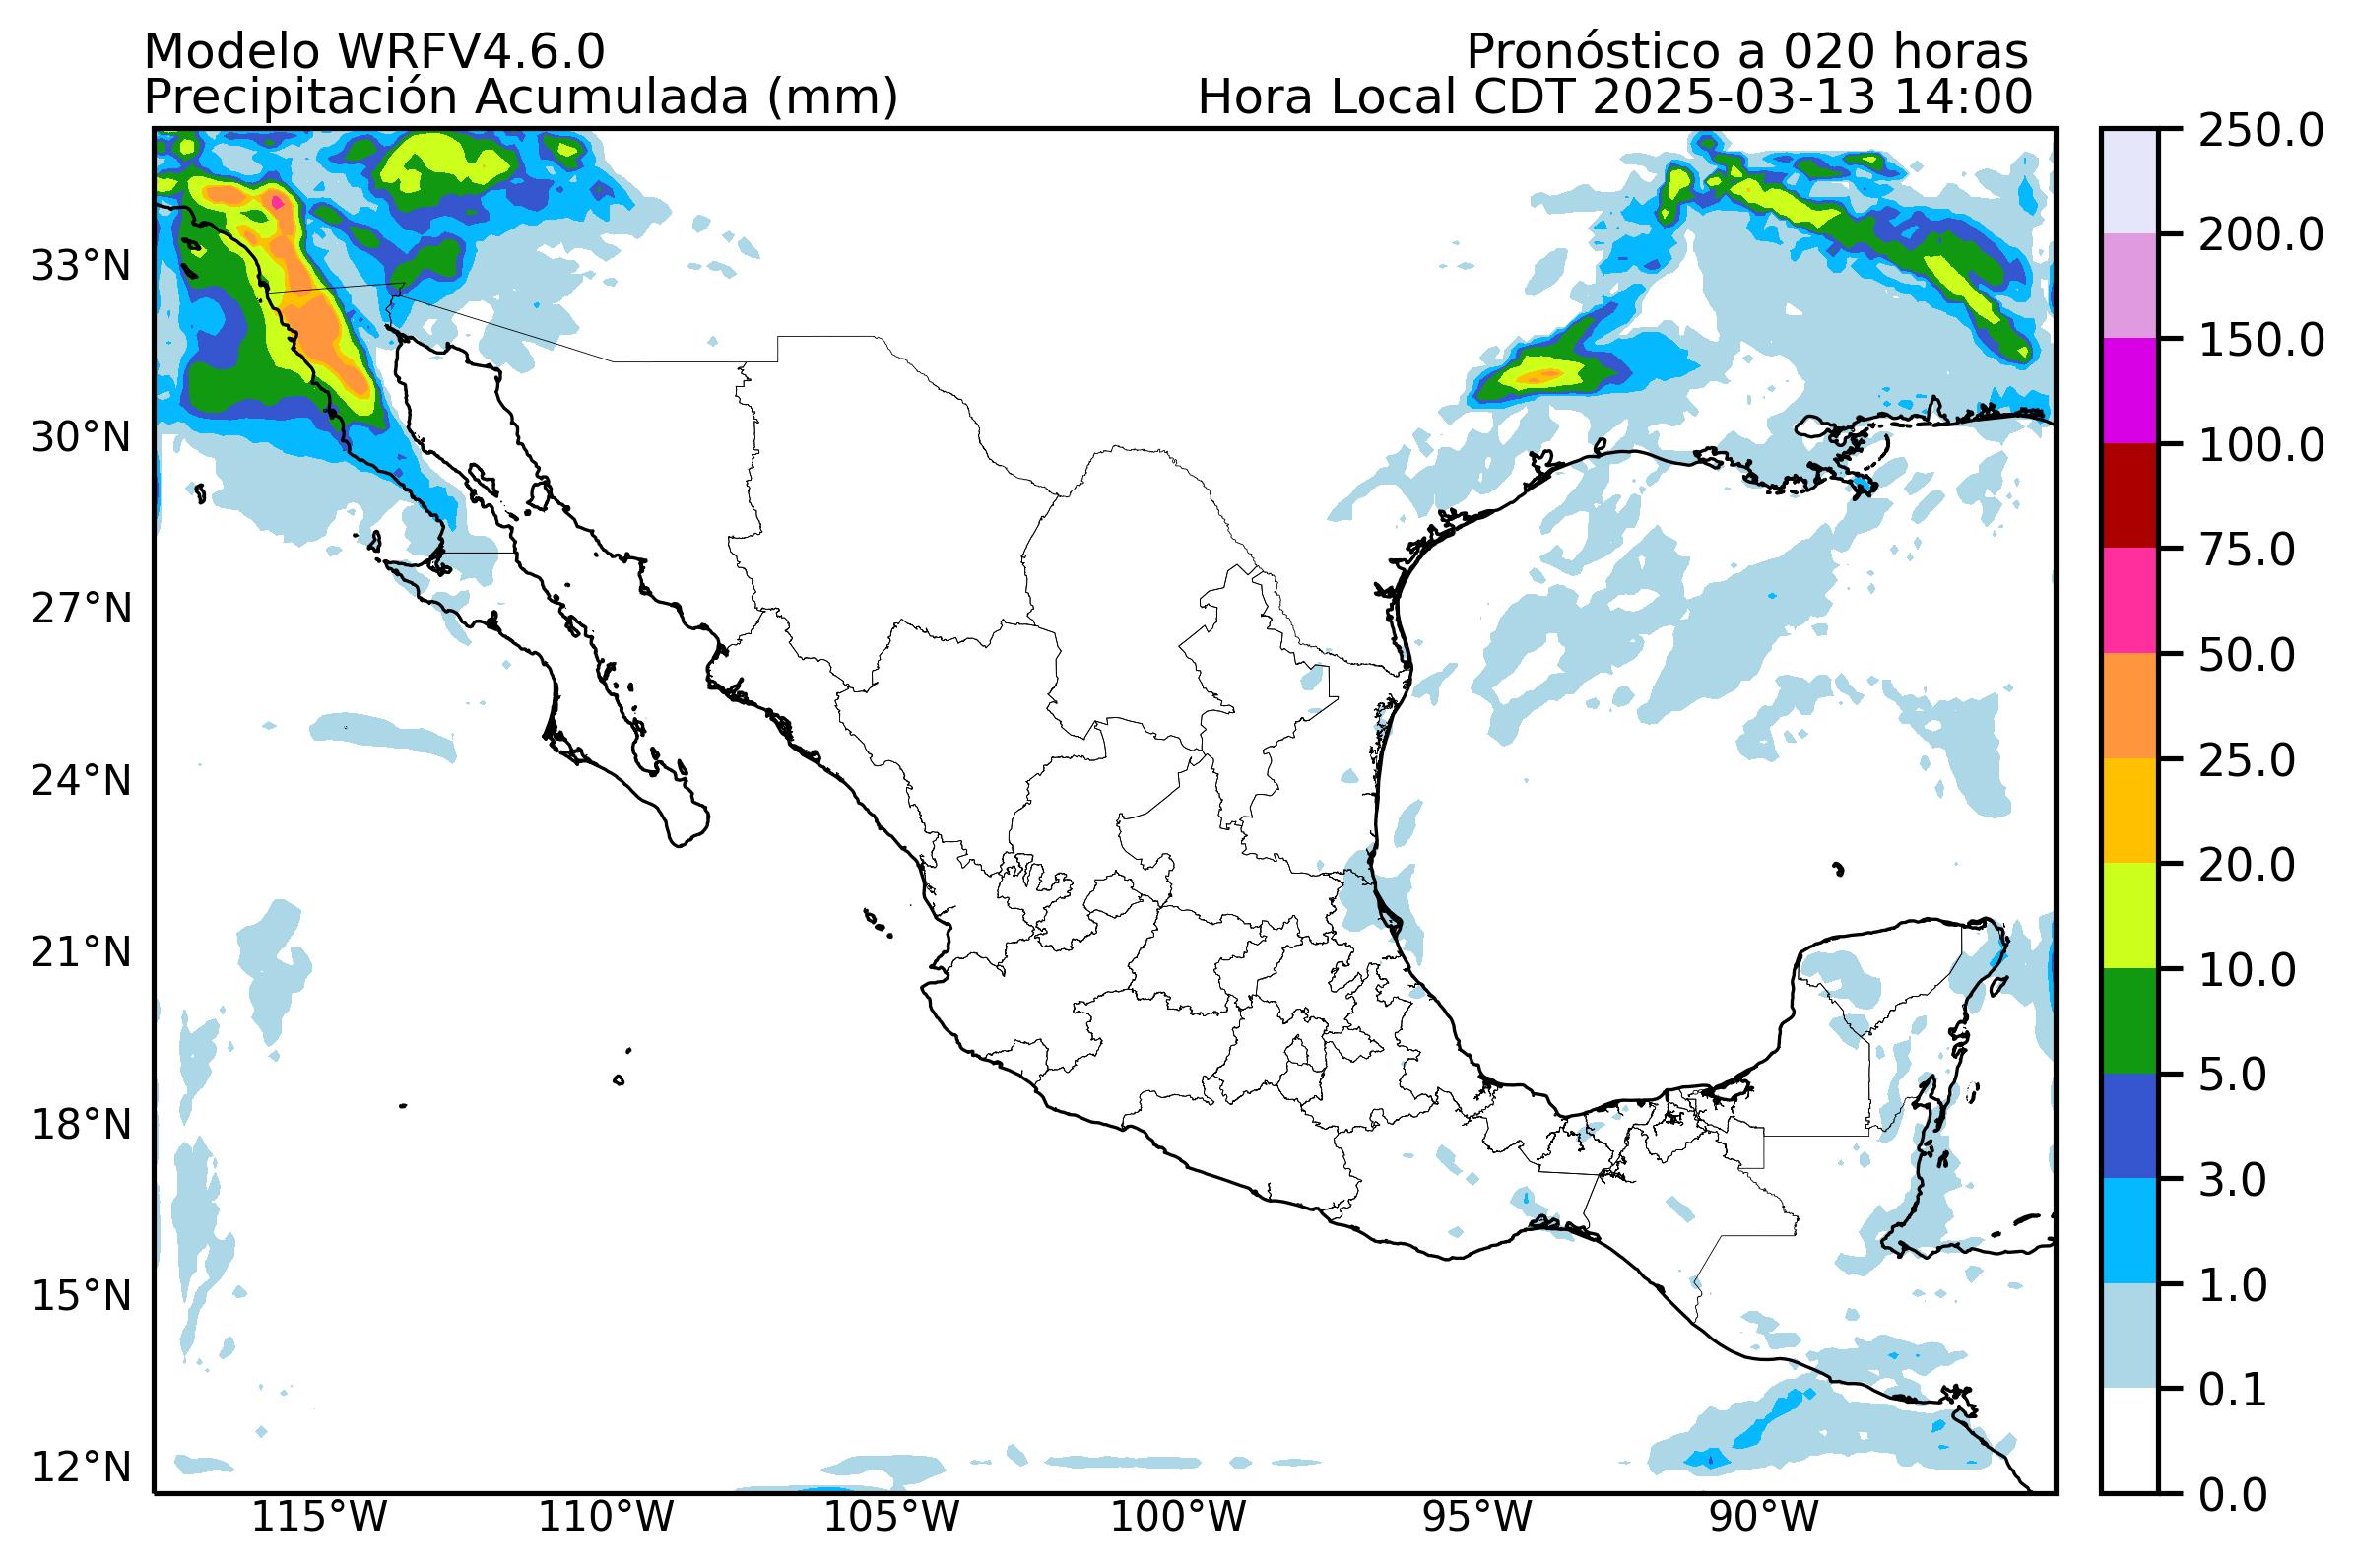 Modelo WRFV4.6.0
Pronóstico a 020 horas
Precipitación Acumulada (mm)
Hora Local CDT 2025-03-13 14:00
33°N
30°N
27°N
24°N
21°N
18°N
15°N
12°N
115°W
110°W
105°W
100°W
95°W
90°W
250.0
200.0
150.0
100.0
75.0
50.0
25.0
20.0
10.0
5.0
3.0
1.0
0.1
0.0